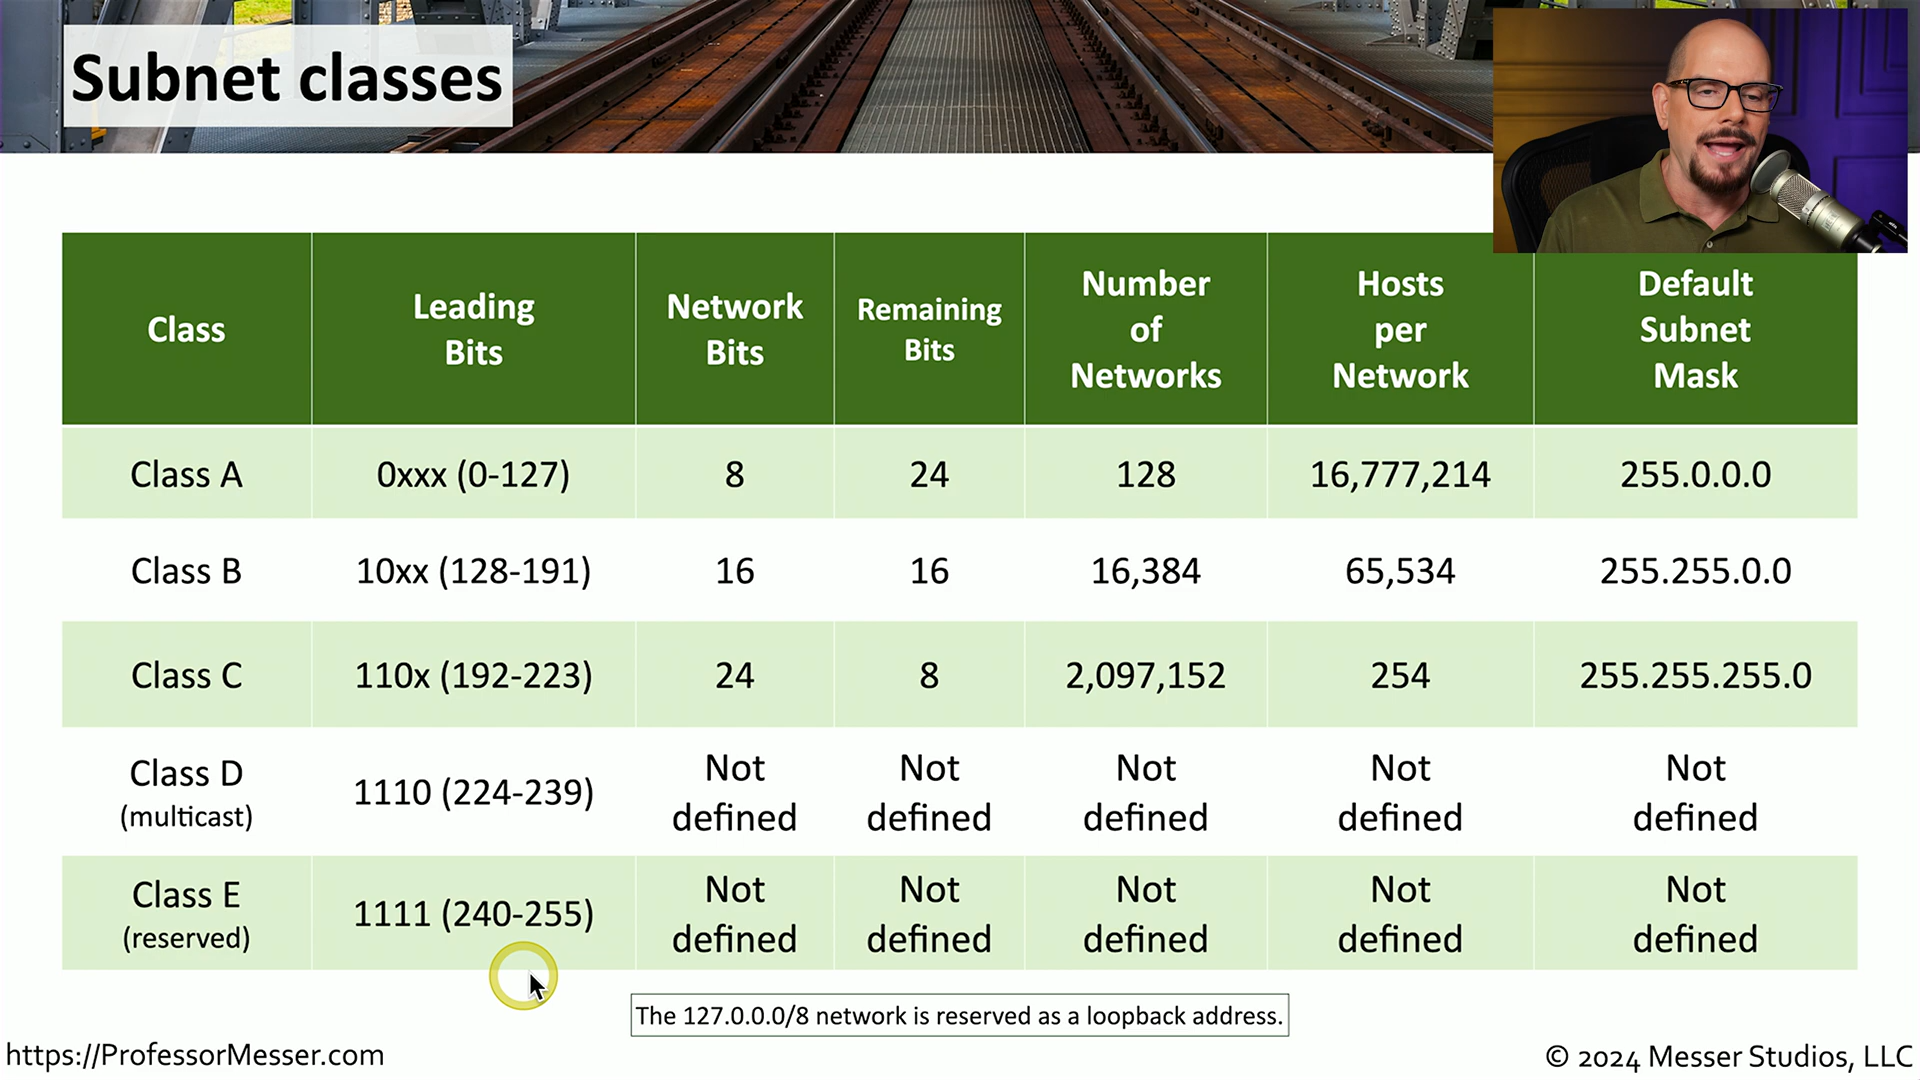 Subnet classes
Class
Leading
Bits
Network
Bits
Remaining
Bits
Number
of
Networks
Hosts
per
Network
Default
Subnet
Mask
Class A
0xxx (0-127)
8
24
128
16,777,214
255.0.0.0
Class B
10xx (128-191)
16
16
16,384
65,534
255.255.0.0
Class C
110x (192-223)
24
8
2,097,152
254
255.255.255.0
Class D
(multicast)
1110 (224-239)
Not
defined
Not
defined
Not
defined
Not
defined
Not
defined
Class E
(reserved)
1111 (240-255)
Not
defined
Not
defined
Not
defined
Not
defined
Not
defined
The 127.0.0.0/8 network is reserved as a loopback address.
https://ProfessorMesser.com
© 2024 Messer Studios, LLC